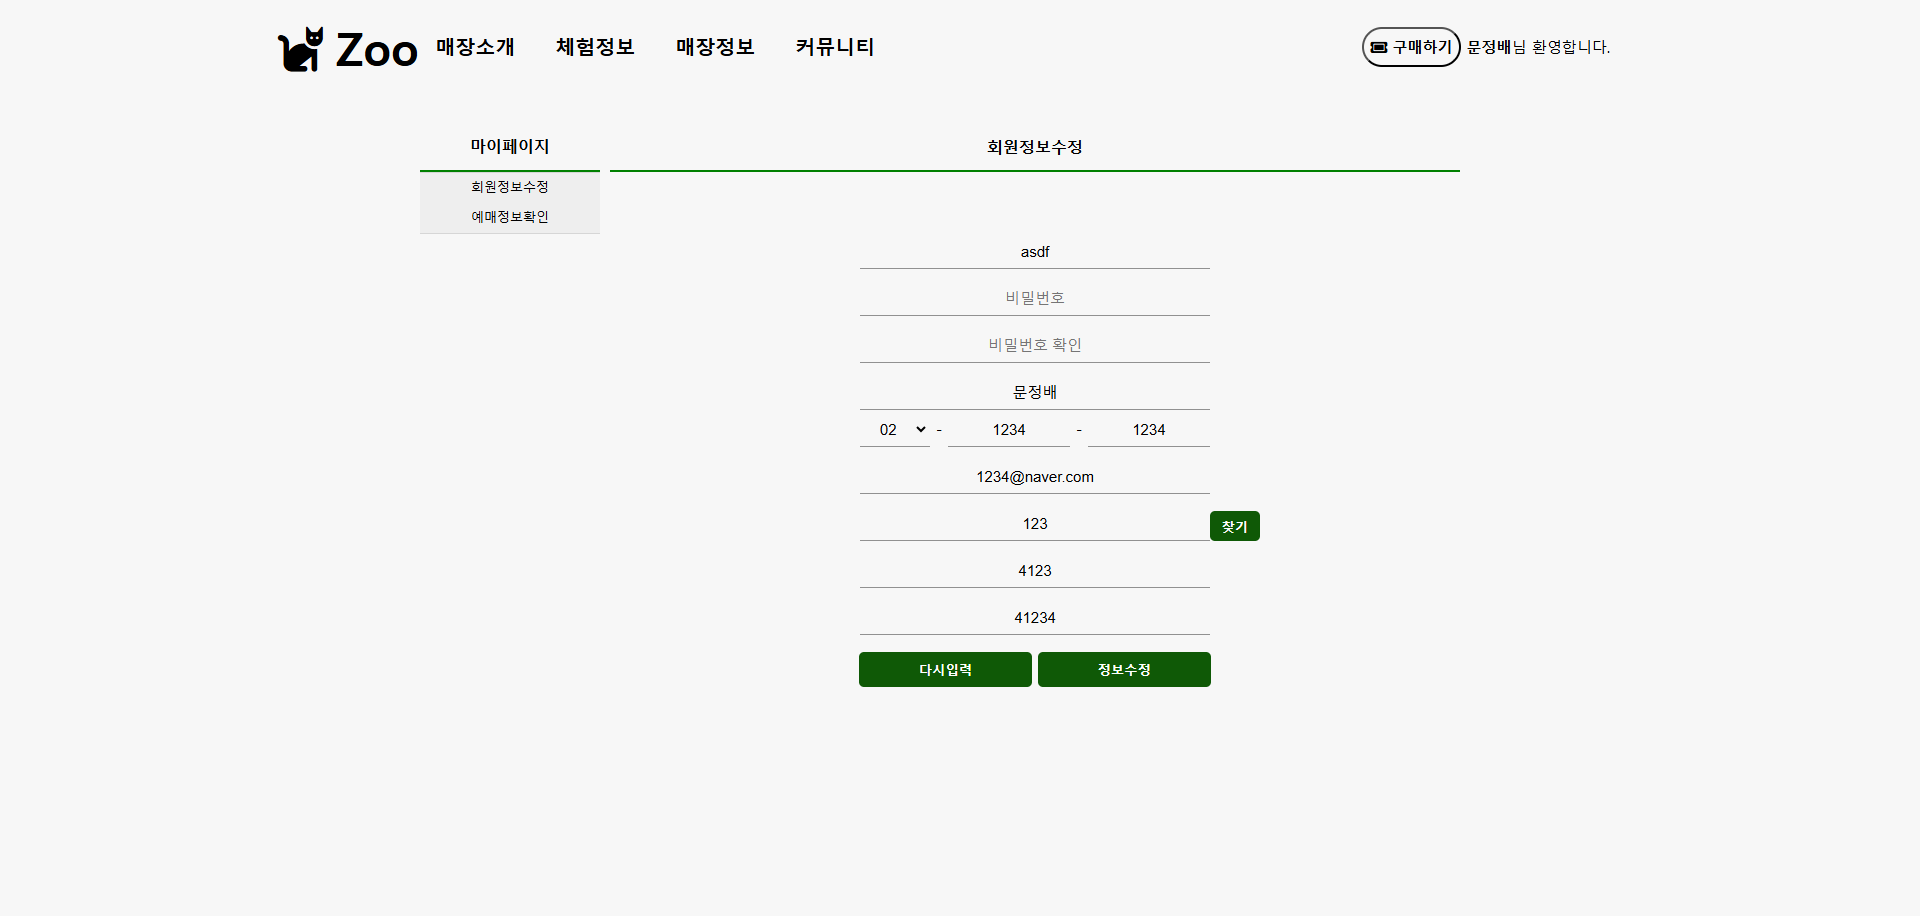 Zoo 매장소개 체험정보 매장정보 커뮤니티 구매하기 문정배님 환영합니다.
마이페이지
회원정보수정
예매정보확인
회원정보수정
asdf
비밀번호
비밀번호 확인
문정배
02 - 1234 - 1234
1234@naver.com
123 찾기
4123
41234
다시입력 정보수정